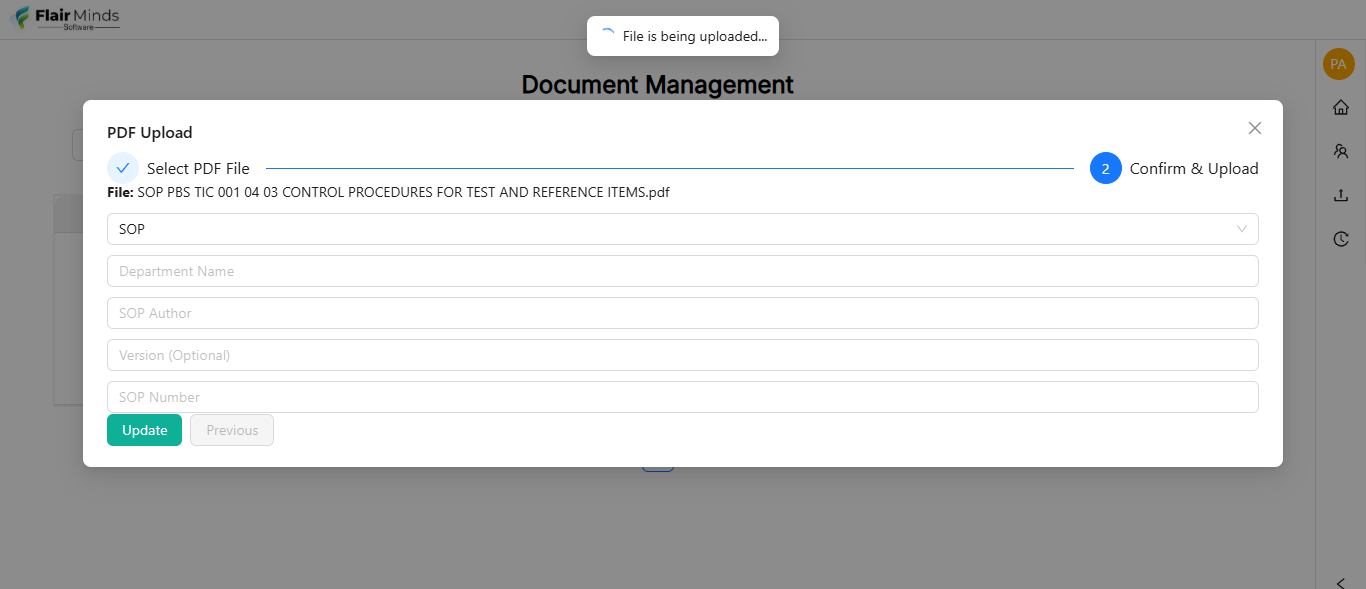 Flair Minds
Software
File is being uploaded...
PA
Document Management
PDF Upload
Select PDF File
2 Confirm & Upload
File: SOP PBS TIC 001 04 03 CONTROL PROCEDURES FOR TEST AND REFERENCE ITEMS.pdf
SOP
Department Name
SOP Author
Version (Optional)
SOP Number
Update Previous